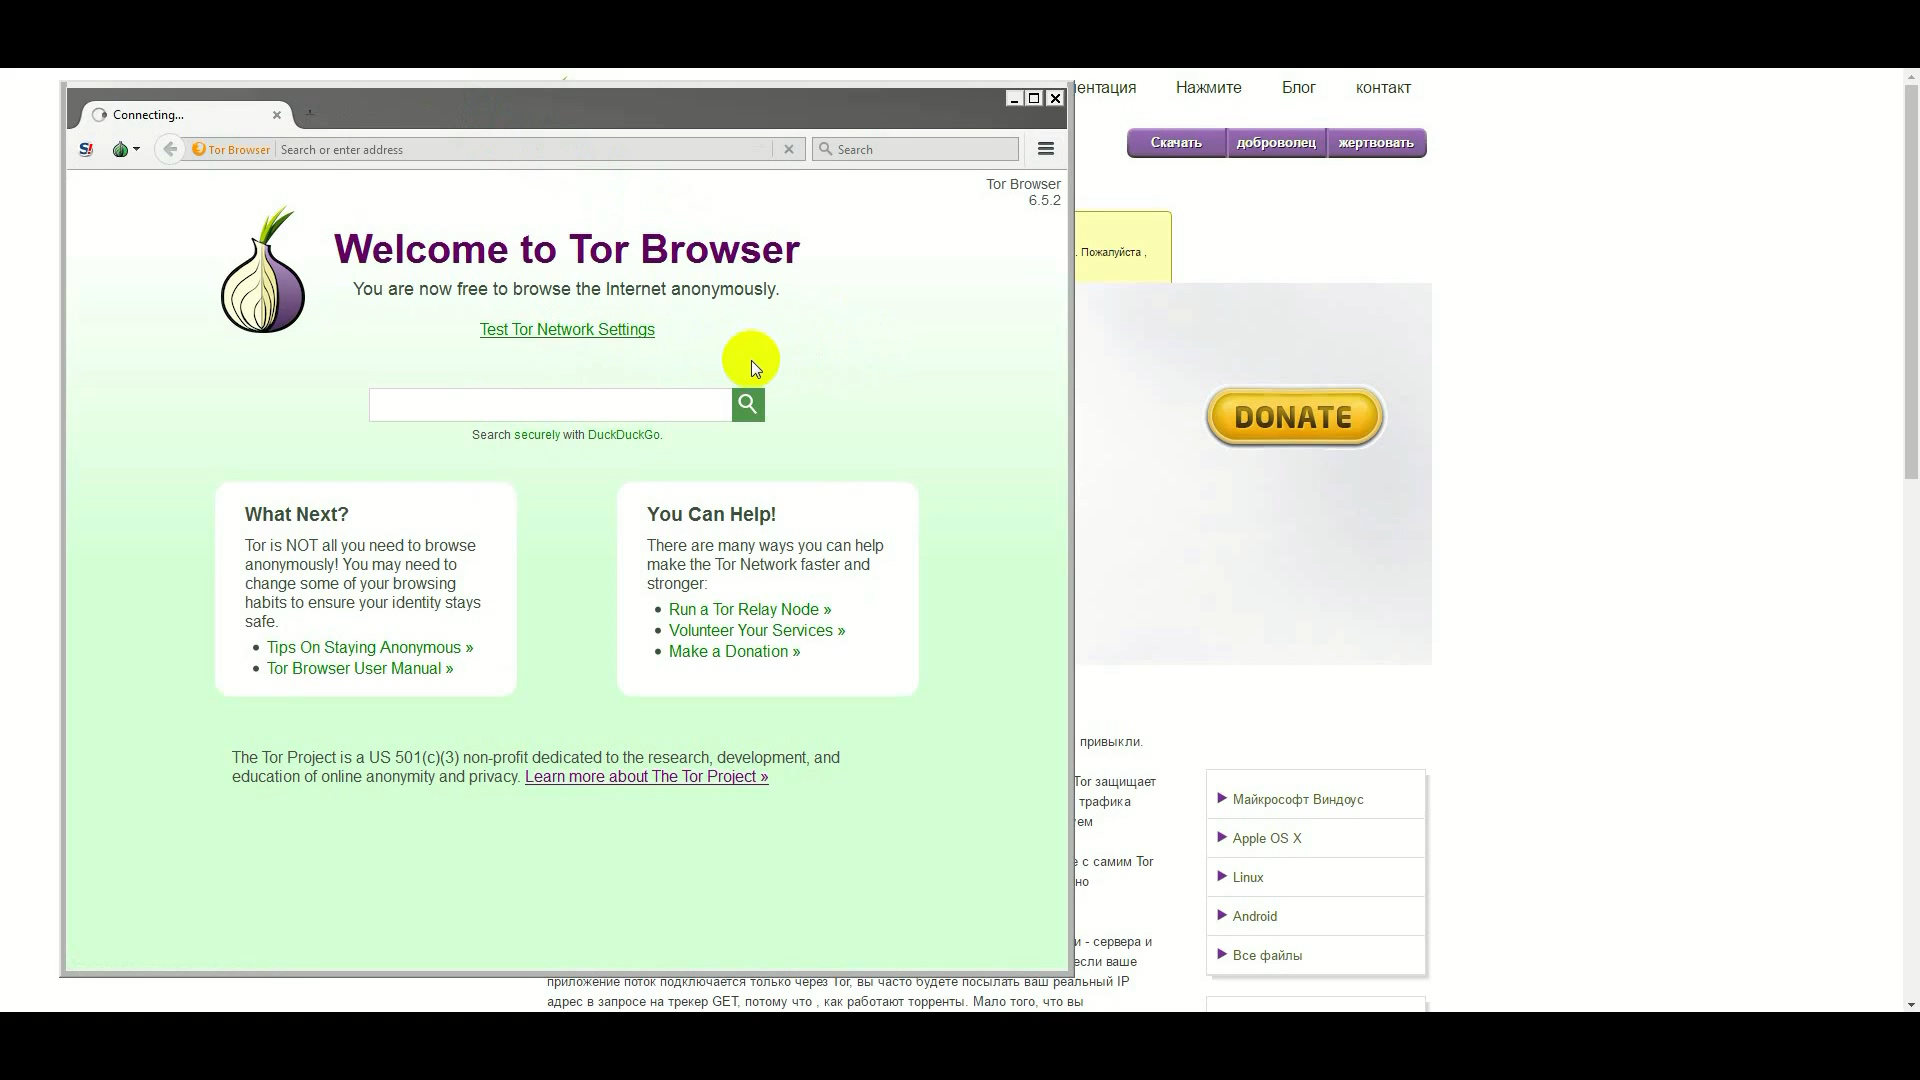 Connecting...
Tor Browser
Search or enter address
Search
Tor Browser
6.5.2
Welcome to Tor Browser
You are now free to browse the Internet anonymously.
Test Tor Network Settings
Search securely with DuckDuckGo.
What Next?
Tor is NOT all you need to browse
anonymously! You may need to
change some of your browsing
habits to ensure your identity stays
safe.
Tips On Staying Anonymous »
Tor Browser User Manual »
You Can Help!
There are many ways you can help
make the Tor Network faster and
stronger:
Run a Tor Relay Node »
Volunteer Your Services »
Make a Donation »
The Tor Project is a US 501(c)(3) non-profit dedicated to the research, development, and
education of online anonymity and privacy. Learn more about The Tor Project »
Нажмите Блог контакт
Скачать доброволец жертвовать
. Пожалуйста ,
DONATE
привыкли.
Tor защищает
трафика
с самим Tor
Майкрософт Виндоус
Apple OS X
Linux
Android
Все файлы
- сервера и
если ваше
приложение поток подключается только через Tor, вы часто будете посылать ваш реальный IP
адрес в запросе на трекер GET, потому что , как работают торренты. Мало того, что вы